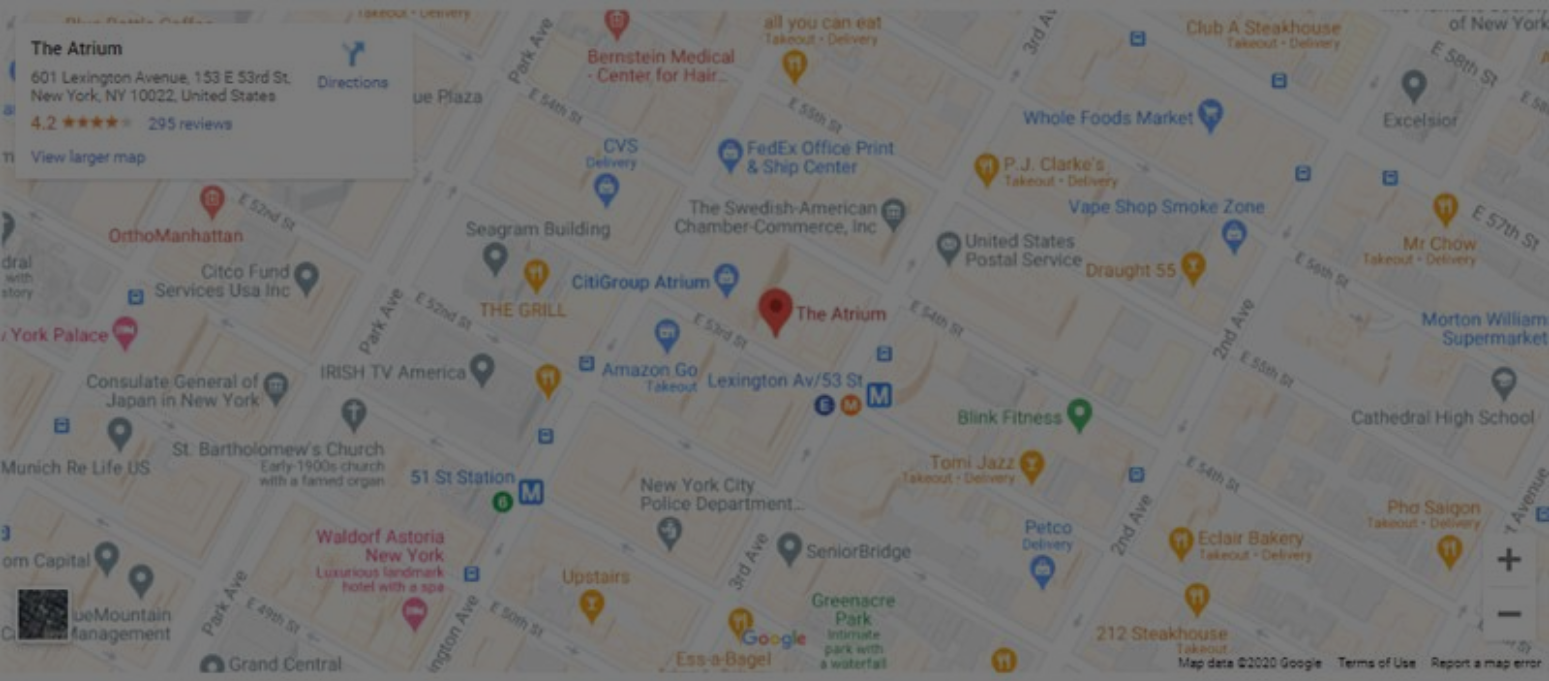 The Atrium
601 Lexington Avenue, 153 E 53rd St,
New York, NY 10022, United States
4.2
295 reviews
View larger map
Directions
Takeout • Delivery
Park Ave
Bernstein Medical
- Center for Hair...
all you can eat
Takeout • Delivery
3rd
Club A Steakhouse
Takeout • Delivery
of New York
E 58th St
Excelsior
E 54th St
E 55th St
Whole Foods Market
CVS
Delivery
FedEx Office Print
& Ship Center
P.J. Clarke's
Takeout • Delivery
Vape Shop Smoke Zone
E 57th St
Mr Chow
Takeout • Delivery
E 52nd St
OrthoManhattan
Seagram Building
The Swedish-American
Chamber-Commerce, Inc
United States
Postal Service
Draught 55
E 56th St
Citco Fund
Services Usa Inc
CitiGroup Atrium
THE GRILL
The Atrium
E 54th St
Park Ave
E 52nd St
E 53rd St
York Palace
2nd Ave
Morton William
Supermarket
E 55th St
IRISH TV America
Amazon Go
Takeout
Lexington Av/53 St
E
M
M
Consulate General of
Japan in New York
Blink Fitness
Cathedral High School
St. Bartholomew's Church
Early-1900s church
with a famed organ
Munich Re Life US
51 St Station
6
M
New York City
Police Department...
Tomi Jazz
Takeout • Delivery
E 54th St
Pho Saigon
Takeout • Delivery
Waldorf Astoria
New York
Luxurious landmark
hotel with a spa
3rd Ave
SeniorBridge
Petco
Delivery
2nd Ave
Eclair Bakery
Takeout • Delivery
Avenue
Capital
Upstairs
Greenacre
Park
Intimate
park with
a waterfall
212 Steakhouse
Takeout
Park Ave
E 49th St
E 50th St
Google
Ess-a-Bagel
Grand Central
Map data ©2020 Google
Terms of Use
Report a map error